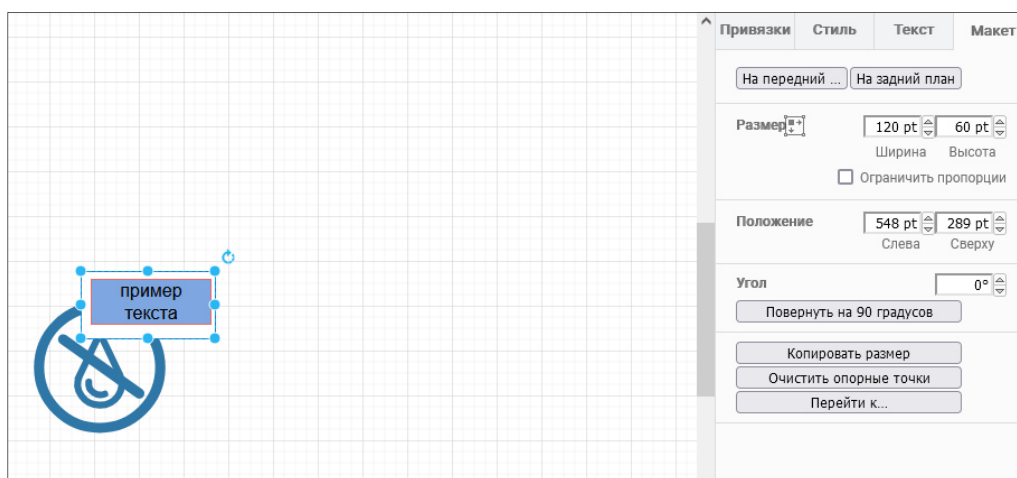 Привязки Стиль Текст Макет
На передний ... На задний план
Размер 120 pt 60 pt
Ширина Высота
Ограничить пропорции
Положение 548 pt 289 pt
Слева Сверху
Угол 0°
Повернуть на 90 градусов
Копировать размер
Очистить опорные точки
Перейти к...
пример
текста